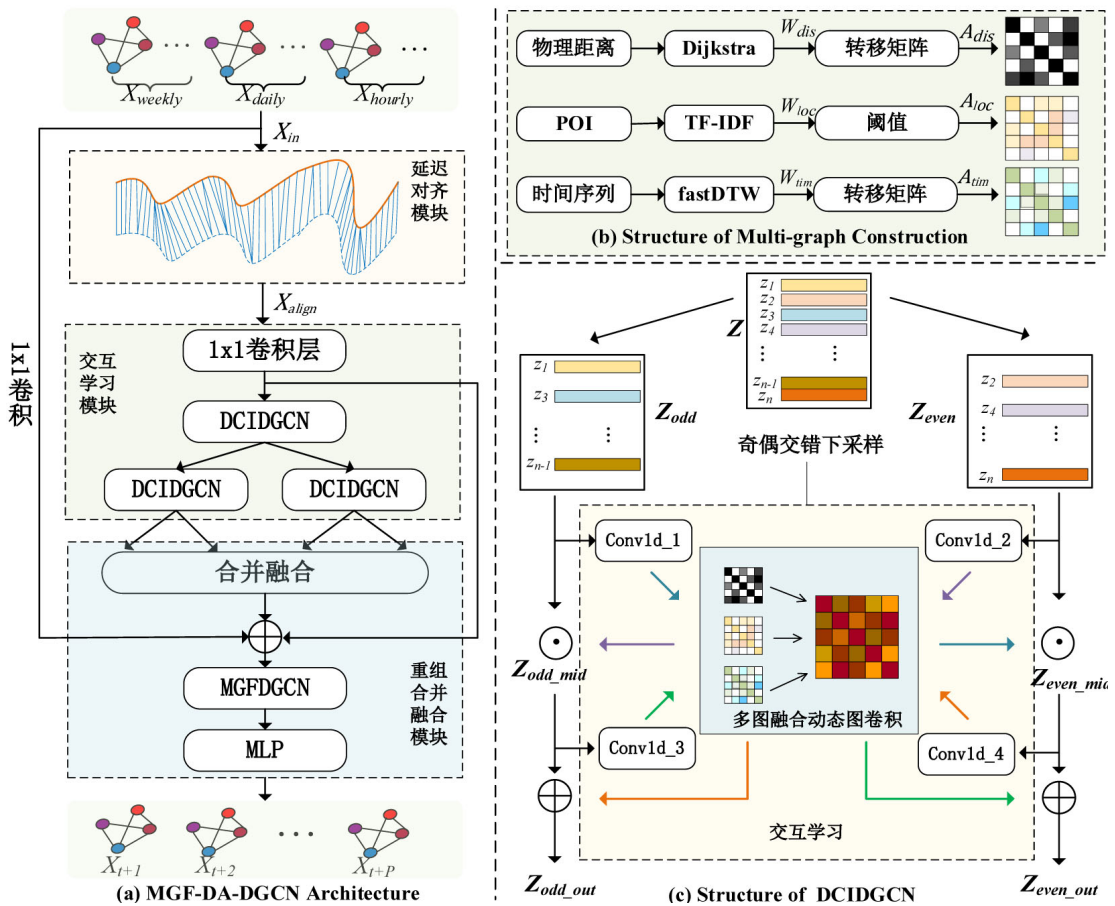 X_weekly X_daily X_hourly
X_in
延迟
对齐
模块
X_align
1x1卷积
交互
学习
模块
1x1卷积层
DCIDGCN
DCIDGCN DCIDGCN
合并融合
MGFDGCN
重组
合并
融合
模块
MLP
X_t+1 X_t+2 X_t+P
(a) MGF-DA-DGCN Architecture
物理距离 Dijkstra W_dis 转移矩阵 A_dis
POI TF-IDF W_loc 阈值 A_loc
时间序列 fastDTW W_tim 转移矩阵 A_tim
(b) Structure of Multi-graph Construction
Z
z_1
z_2
z_3
z_4
z_n-1
z_n
Z_odd
z_1
z_3
z_n-1
Z_even
z_2
z_4
z_n
奇偶交错下采样
Conv1d_1 Conv1d_2
Z_odd_mid Z_even_mid
多图融合动态图卷积
Conv1d_3 Conv1d_4
交互学习
Z_odd_out Z_even_out
(c) Structure of DCIDGCN